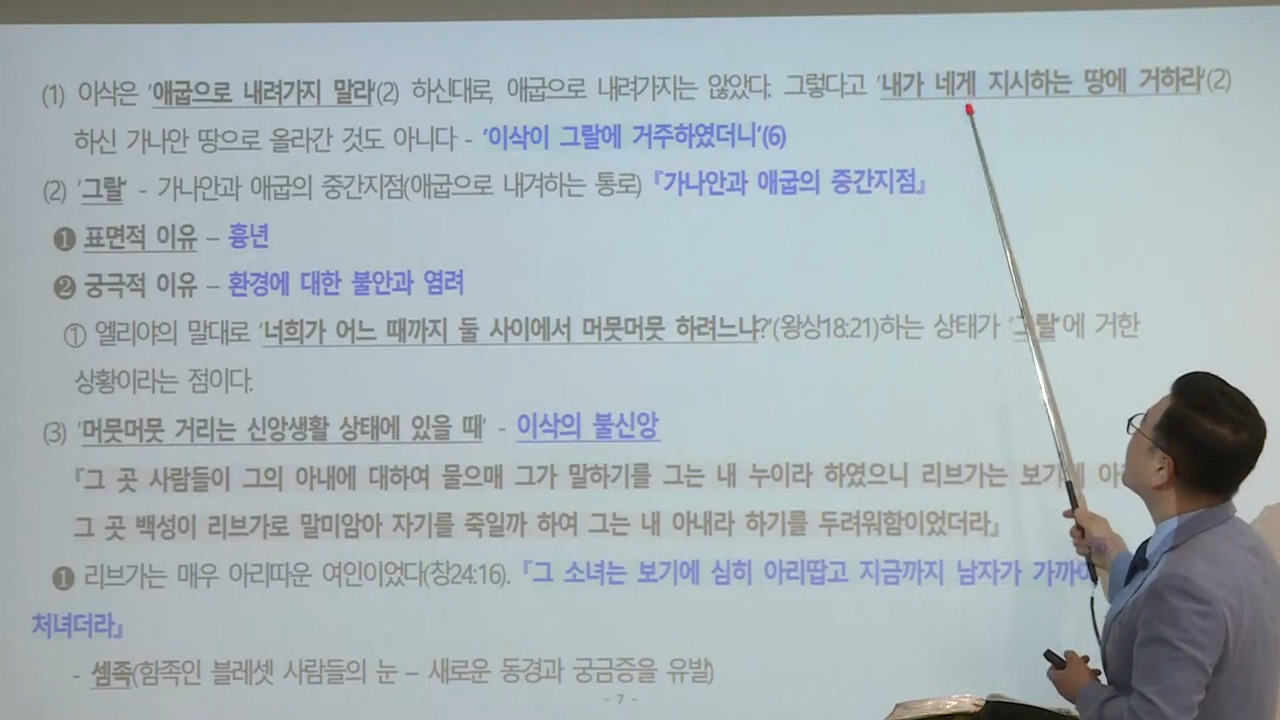 (1) 이삭은 '애굽으로 내려가지 말라'(2) 하신대로, 애굽으로 내려가지는 않았다. 그렇다고 '내가 네게 지시하는 땅에 거하라'(2)
하신 가나안 땅으로 올라간 것도 아니다 - '이삭이 그랄에 거주하였더니'(6)
(2) '그랄' - 가나안과 애굽의 중간지점(애굽으로 내겨하는 통로) 『가나안과 애굽의 중간지점』
❶ 표면적 이유 – 흉년
❷ 궁극적 이유 – 환경에 대한 불안과 염려
① 엘리야의 말대로 '너희가 어느 때까지 둘 사이에서 머뭇머뭇 하려느냐?'(왕상18:21)하는 상태가 '그랄'에 거한
상황이라는 점이다.
(3) '머뭇머뭇 거리는 신앙생활 상태에 있을 때' - 이삭의 불신앙
『그 곳 사람들이 그의 아내에 대하여 물으매 그가 말하기를 그는 내 누이라 하였으니 리브가는 보기에
그 곳 백성이 리브가로 말미암아 자기를 죽일까 하여 그는 내 아내라 하기를 두려워함이었더라』
❶ 리브가는 매우 아리따운 여인이었다(창24:16). 『그 소녀는 보기에 심히 아리땁고 지금까지 남자가
처녀더라』
- 셈족(함족인 블레셋 사람들의 눈 – 새로운 동경과 궁금증을 유발)
- 7 -